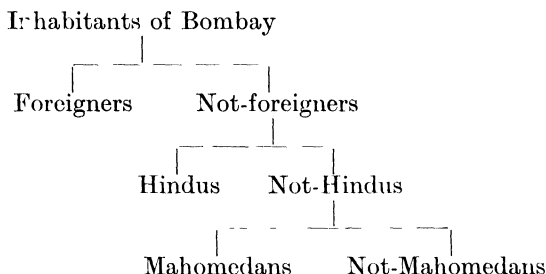 Inhabitants of Bombay
Foreigners Not-foreigners
Hindus Not-Hindus
Mahomedans Not-Mahomedans